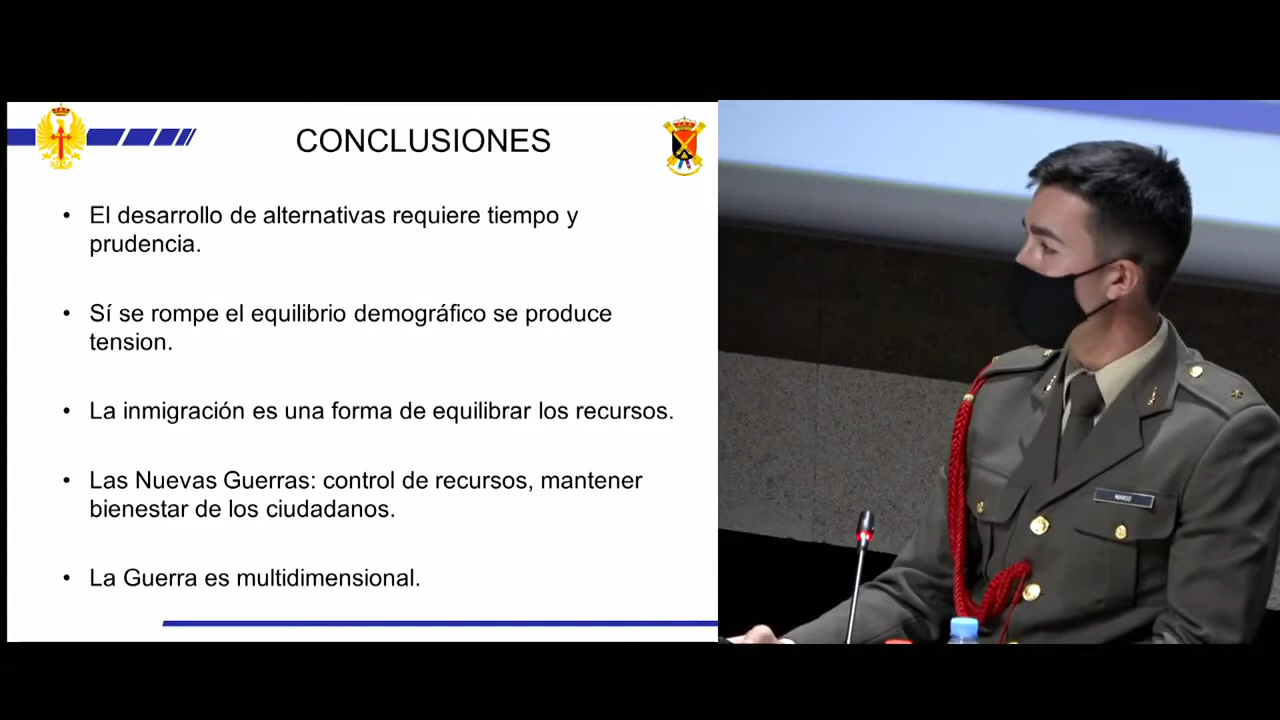 CONCLUSIONES
• El desarrollo de alternativas requiere tiempo y
prudencia.
• Sí se rompe el equilibrio demográfico se produce
tension.
• La inmigración es una forma de equilibrar los recursos.
• Las Nuevas Guerras: control de recursos, mantener
bienestar de los ciudadanos.
• La Guerra es multidimensional.